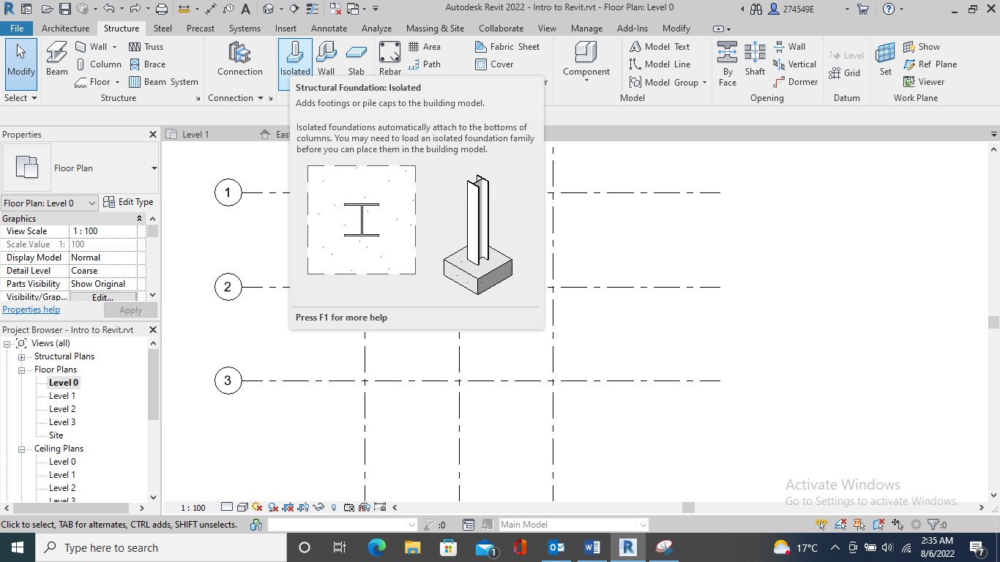 Autodesk Revit 2022 - Intro to Revit.rvt - Floor Plan: Level 0
274549E
File Architecture Structure Steel Precast Systems Insert Annotate Analyze Massing & Site Collaborate View Manage Add-Ins Modify
Modify
Select
Beam
Wall
Column
Floor
Truss
Brace
Beam System
Structure
Connection
Connection
Isolated
Wall
Slab
Rebar
Area
Path
Fabric Sheet
Cover
Component
Model Text
Model Line
Model Group
Model
By
Face
Shaft
Wall
Vertical
Dormer
Opening
Level
Grid
Datum
Set
Show
Ref Plane
Viewer
Work Plane
Structural Foundation: Isolated
Adds footings or pile caps to the building model.
Isolated foundations automatically attach to the bottoms of
columns. You may need to load an isolated foundation family
before you can place them in the building model.
Press F1 for more help
Properties
Floor Plan
Floor Plan: Level 0
Edit Type
Graphics
View Scale 1 : 100
Scale Value 1: 100
Display Model Normal
Detail Level Coarse
Parts Visibility Show Original
Visibility/Grap... Edit...
Properties help
Apply
Project Browser - Intro to Revit.rvt
Views (all)
Structural Plans
Floor Plans
Level 0
Level 1
Level 2
Level 3
Site
Ceiling Plans
Level 0
Level 1
Level 2
Level 3
Level 1
Eas
1
2
3
Activate Windows
Go to Settings to activate Windows.
1 : 100
Click to select, TAB for alternates, CTRL adds, SHIFT unselects.
:0
Main Model
:0
Type here to search
1
17°C
2:35 AM
8/6/2022
7